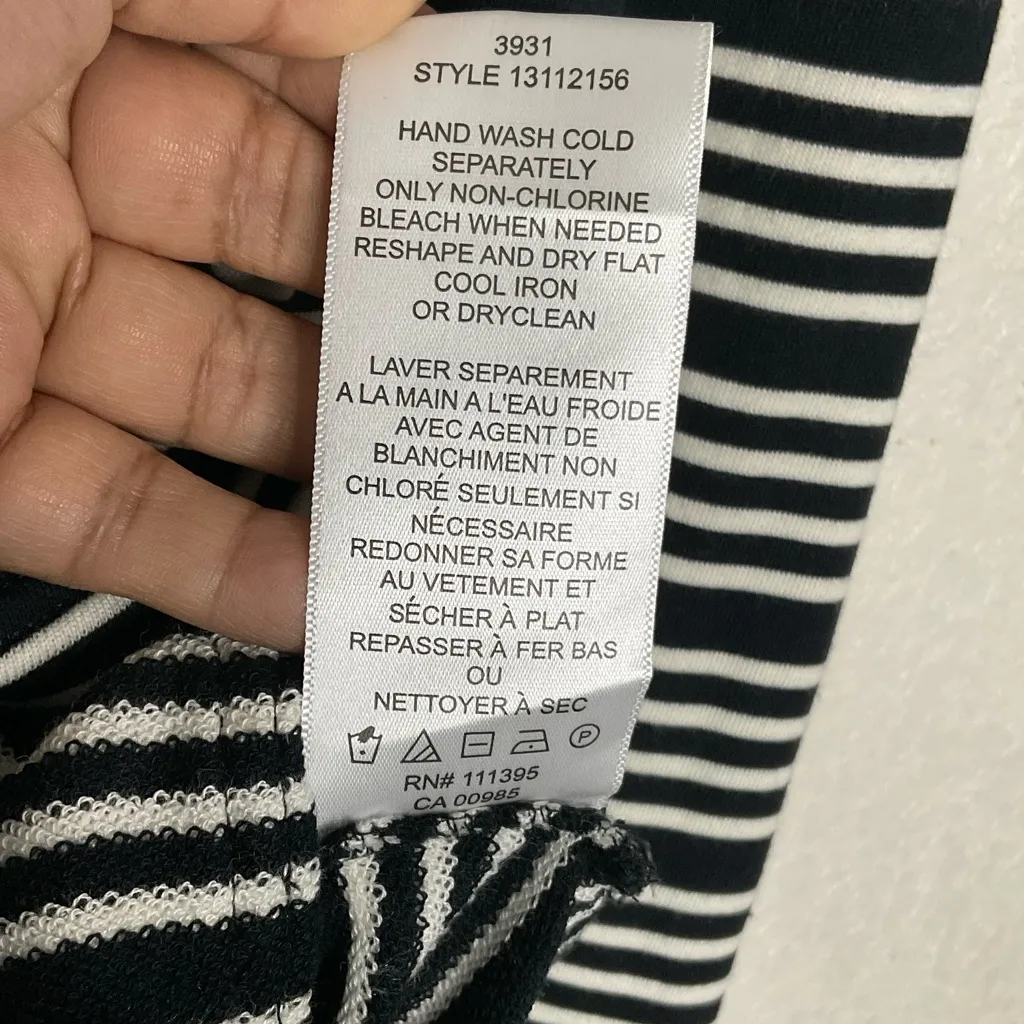 3931
STYLE 13112156
HAND WASH COLD
SEPARATELY
ONLY NON-CHLORINE
BLEACH WHEN NEEDED
RESHAPE AND DRY FLAT
COOL IRON
OR DRYCLEAN
LAVER SEPAREMENT
A LA MAIN A L'EAU FROIDE
AVEC AGENT DE
BLANCHIMENT NON
CHLORÉ SEULEMENT SI
NÉCESSAIRE
REDONNER SA FORME
AU VETEMENT ET
SÉCHER À PLAT
REPASSER À FER BAS
OU
NETTOYER À SEC
P
RN# 111395
CA 00985